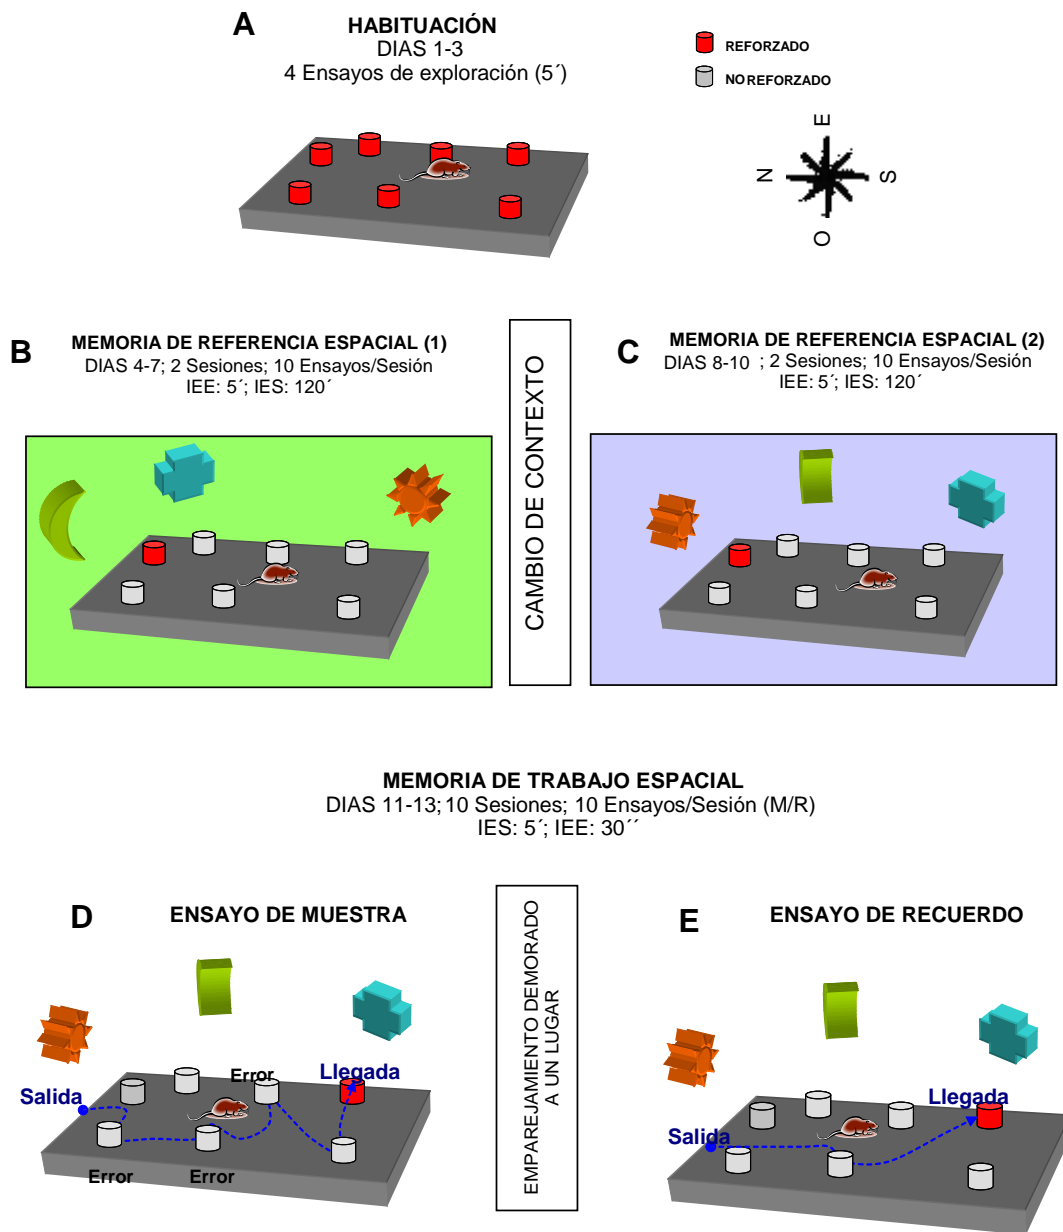 A
HABITUACIÓN
DIAS 1-3
4 Ensayos de exploración (5´)
REFORZADO
NO REFORZADO
E
N
S
O
B
MEMORIA DE REFERENCIA ESPACIAL (1)
DIAS 4-7; 2 Sesiones; 10 Ensayos/Sesión
IEE: 5´; IES: 120´
CAMBIO DE CONTEXTO
C
MEMORIA DE REFERENCIA ESPACIAL (2)
DIAS 8-10 ; 2 Sesiones; 10 Ensayos/Sesión
IEE: 5´; IES: 120´
MEMORIA DE TRABAJO ESPACIAL
DIAS 11-13; 10 Sesiones; 10 Ensayos/Sesión (M/R)
IES: 5´; IEE: 30´´
D
ENSAYO DE MUESTRA
Salida
Error
Llegada
Error
Error
EMPAREJAMIENTO DEMORADO
A UN LUGAR
E
ENSAYO DE RECUERDO
Llegada
Salida